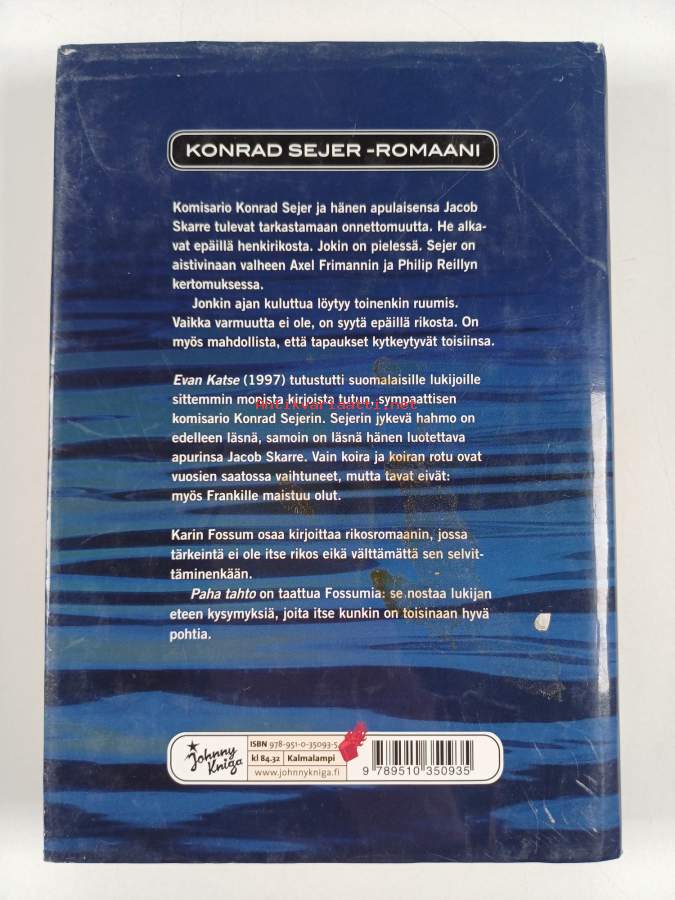 KONRAD SEJER -ROMAANI
Komisario Konrad Sejer ja hänen apulaisensa Jacob
Skarre tulevat tarkastamaan onnettomuutta. He alka-
vat epäillä henkirikosta. Jokin on pielessä. Sejer on
aistivinaan valheen Axel Frimannin ja Philip Reillyn
kertomuksessa.
Jonkin ajan kuluttua löytyy toinenkin ruumis.
Vaikka varmuutta ei ole, on syytä epäillä rikosta. On
myös mahdollista, että tapaukset kytkeytyvät toisiinsa.
Evan Katse (1997) tutustutti suomalaisille lukijoille
sittemmin monista kirjoista tutun, sympaattisen
Antikvariaatti.net
komisario Konrad Sejerin. Sejerin jykevä hahmo on
edelleen läsnä, samoin on läsnä hänen luotettava
apurinsa Jacob Skarre. Vain koira ja koiran rotu ovat
vuosien saatossa vaihtuneet, mutta tavat eivät:
myös Frankille maistuu olut.
Karin Fossum osaa kirjoittaa rikosromaanin, jossa
tärkeintä ei ole itse rikos eikä välttämättä sen selvit-
täminenkään.
Paha tahto on taattua Fossumia: se nostaa lukijan
eteen kysymyksiä, joita itse kunkin on toisinaan hyvä
pohtia.
Johnny
Kniga
ISBN 978-951-0-35093-5
kl 84.32 Kalmalampi
www.johnnykniga.fi
9 789510 350935